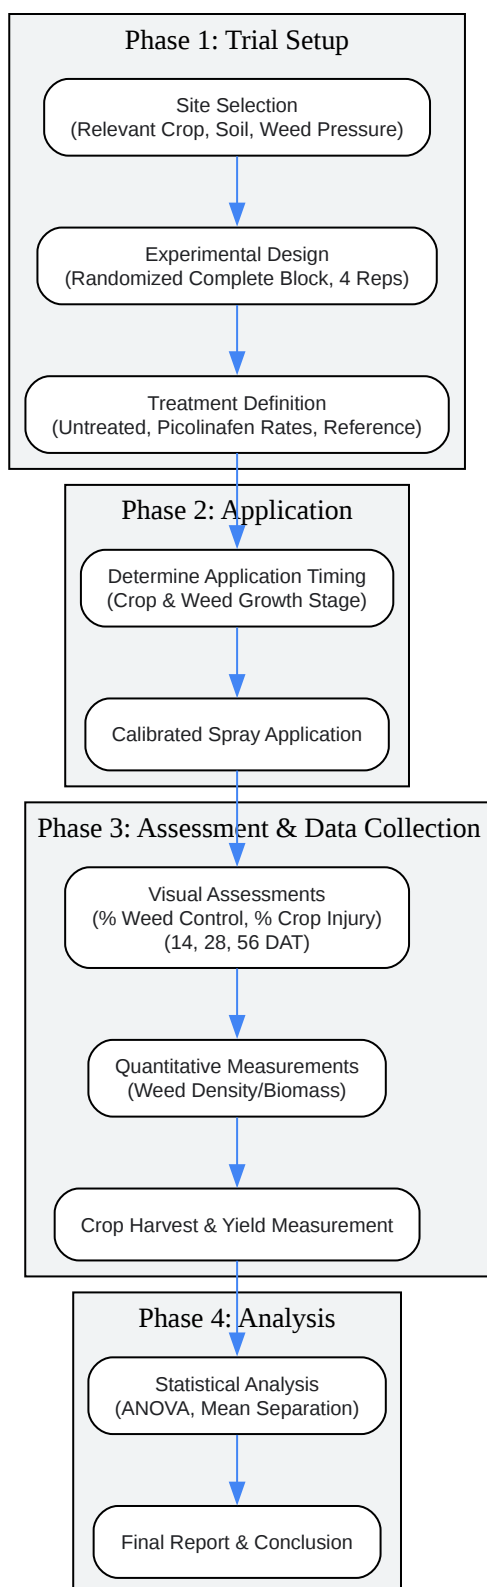 Phase 1: Trial Setup
Site Selection
(Relevant Crop, Soil, Weed Pressure)
Experimental Design
(Randomized Complete Block, 4 Reps)
Treatment Definition
(Untreated, Picolinafen Rates, Reference)
Phase 2: Application
Determine Application Timing
(Crop & Weed Growth Stage)
Calibrated Spray Application
Phase 3: Assessment & Data Collection
Visual Assessments
(% Weed Control, % Crop Injury)
(14, 28, 56 DAT)
Quantitative Measurements
(Weed Density/Biomass)
Crop Harvest & Yield Measurement
Phase 4: Analysis
Statistical Analysis
(ANOVA, Mean Separation)
Final Report & Conclusion